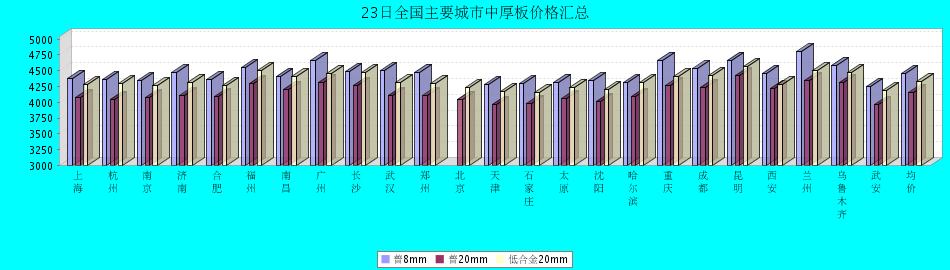 23日全国主要城市中厚板价格汇总
5000
4750
4500
4250
4000
3750
3500
3250
3000
上海
杭州
南京
济南
合肥
福州
南昌
广州
长沙
武汉
郑州
北京
天津
石家庄
太原
沈阳
哈尔滨
重庆
成都
昆明
西安
兰州
乌鲁木齐
武安
均价
普8mm 普20mm 低合金20mm